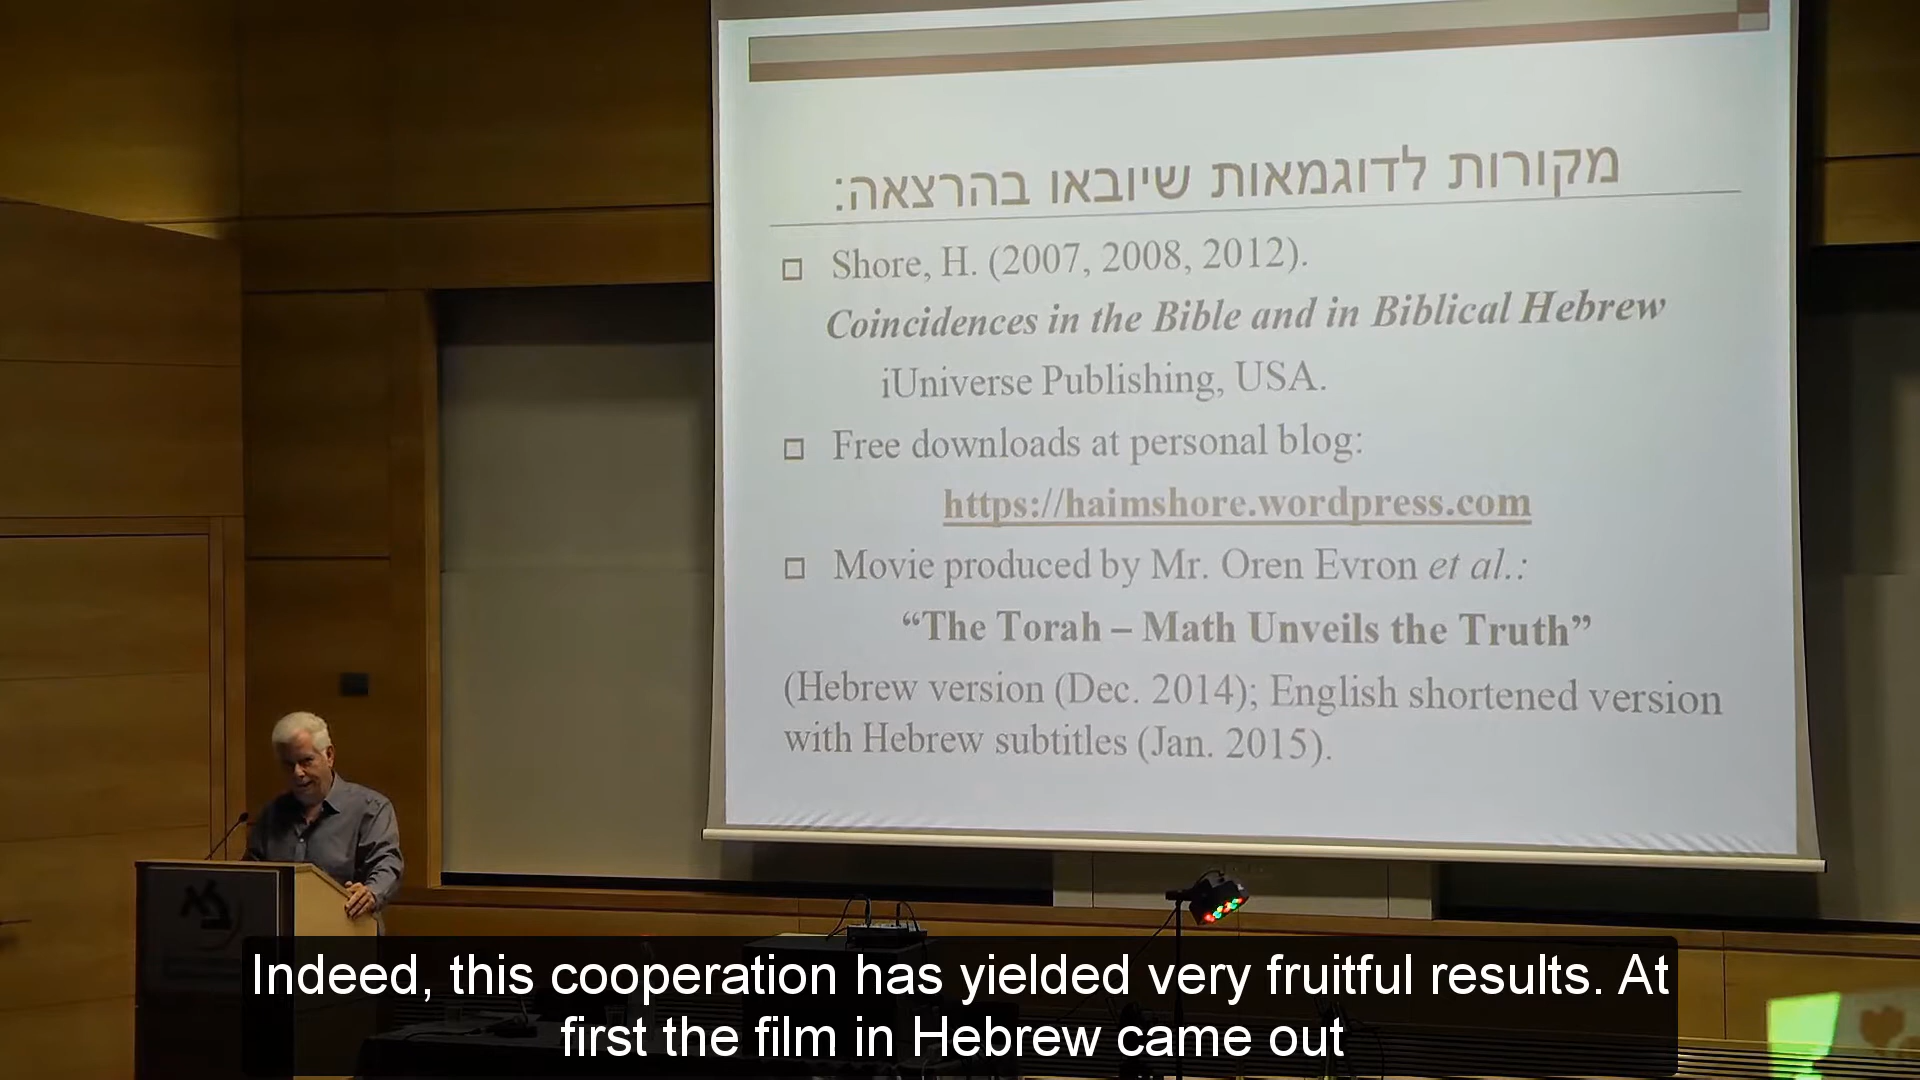 מקורות לדוגמאות שיובאו בהרצאה:
Shore, H. (2007, 2008, 2012).
Coincidences in the Bible and in Biblical Hebrew
iUniverse Publishing, USA.
Free downloads at personal blog:
https://haimshore.wordpress.com
Movie produced by Mr. Oren Evron et al.:
“The Torah – Math Unveils the Truth”
(Hebrew version (Dec. 2014); English shortened version
with Hebrew subtitles (Jan. 2015).
Indeed, this cooperation has yielded very fruitful results. At
first the film in Hebrew came out